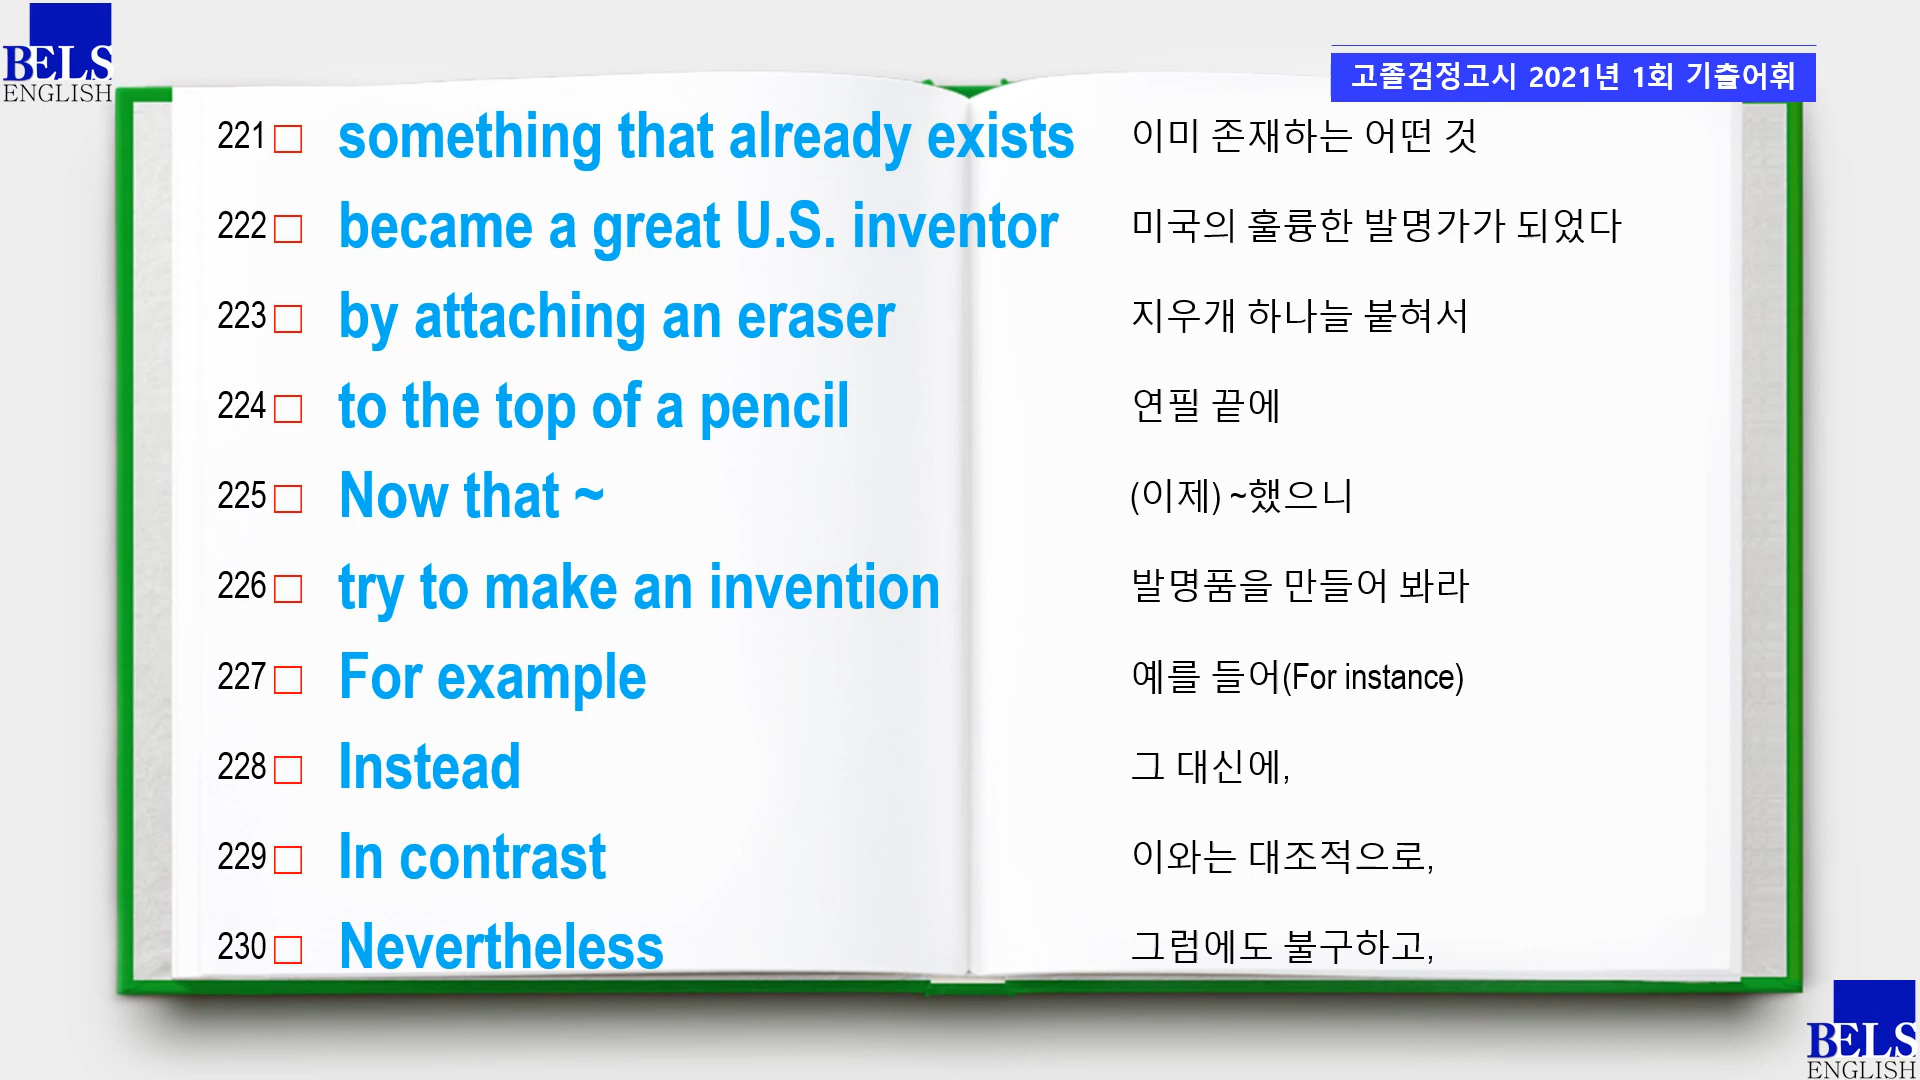 BELS
ENGLISH
고졸검정고시 2021년 1회 기출어휘
221 □ something that already exists 이미 존재하는 어떤 것
222 □ became a great U.S. inventor 미국의 훌륭한 발명가가 되었다
223 □ by attaching an eraser 지우개 하나늘 붙혀서
224 □ to the top of a pencil 연필 끝에
225 □ Now that ~ (이제) ~했으니
226 □ try to make an invention 발명품을 만들어 봐라
227 □ For example 예를 들어(For instance)
228 □ Instead 그 대신에,
229 □ In contrast 이와는 대조적으로,
230 □ Nevertheless 그럼에도 불구하고,
BELS
ENGLISH